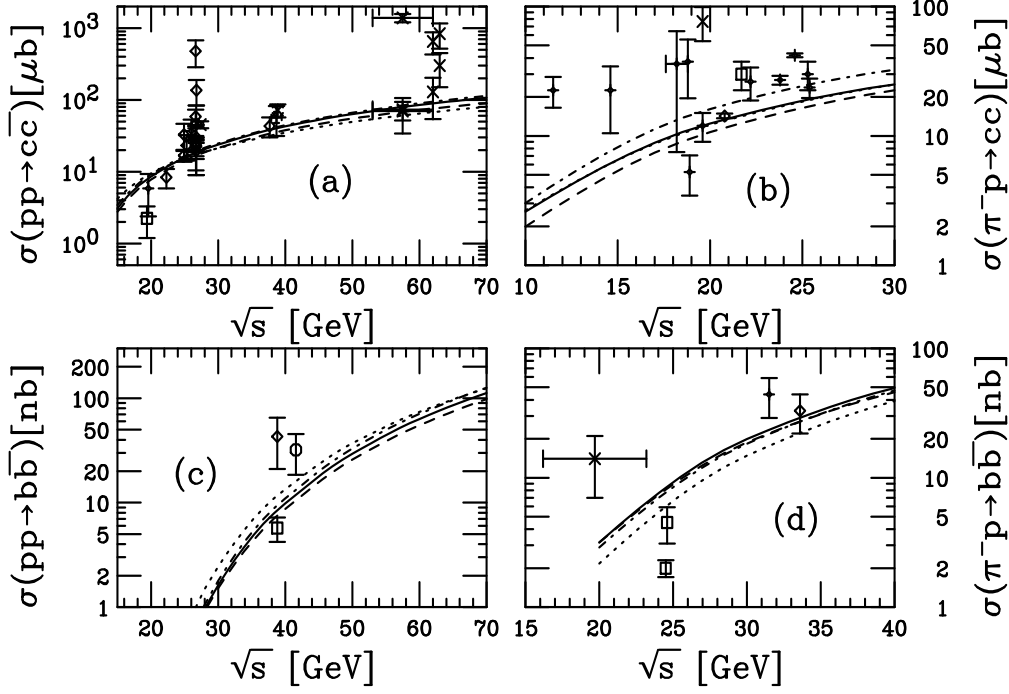 σ(pp→cc̅)[μb]
10³
10²
10¹
10⁰
(a)
20 30 40 50 60 70
√s [GeV]
100
50
20
10
5
2
1
(b)
10 15 20 25 30
√s [GeV]
σ(π⁻p→cc̅)[μb]
σ(pp→bb̅)[nb]
200
100
50
20
10
5
2
1
(c)
20 30 40 50 60 70
√s [GeV]
100
50
20
10
5
2
1
(d)
15 20 25 30 35 40
√s [GeV]
σ(π⁻p→bb̅)[nb]